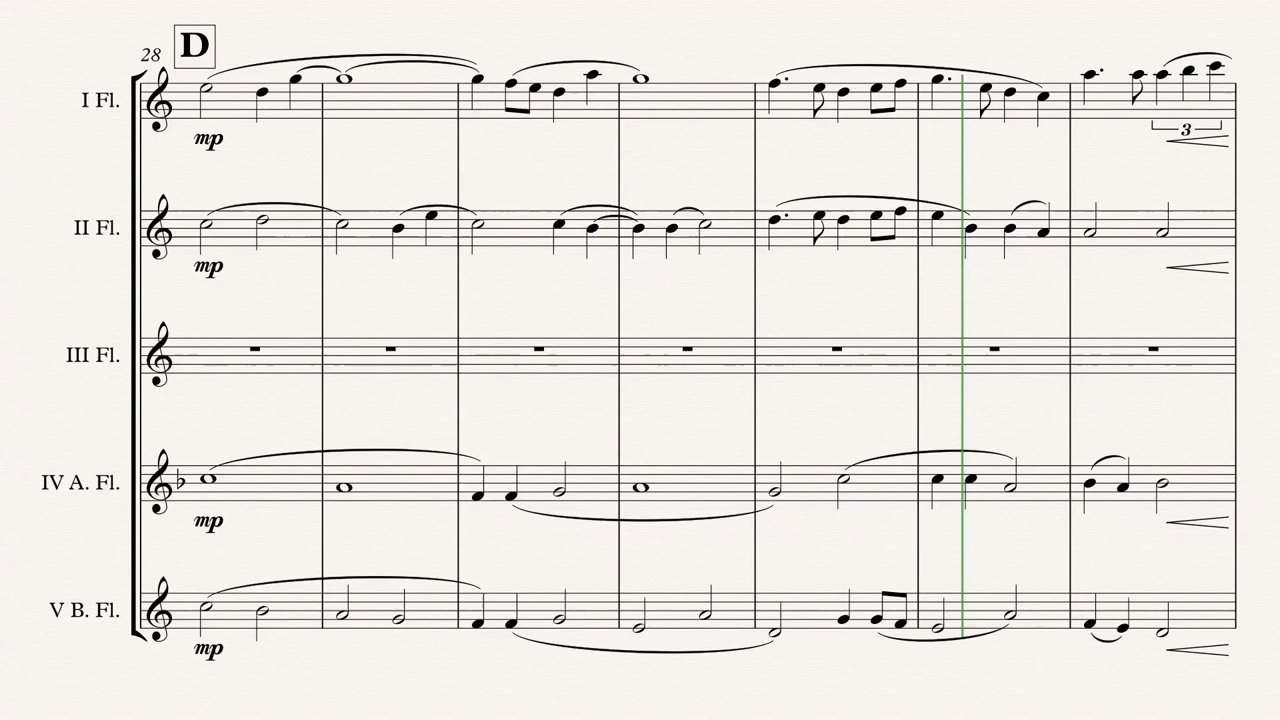 28 D
I Fl.
mp
3
II Fl.
mp
III Fl.
IV A. Fl.
mp
V B. Fl.
mp